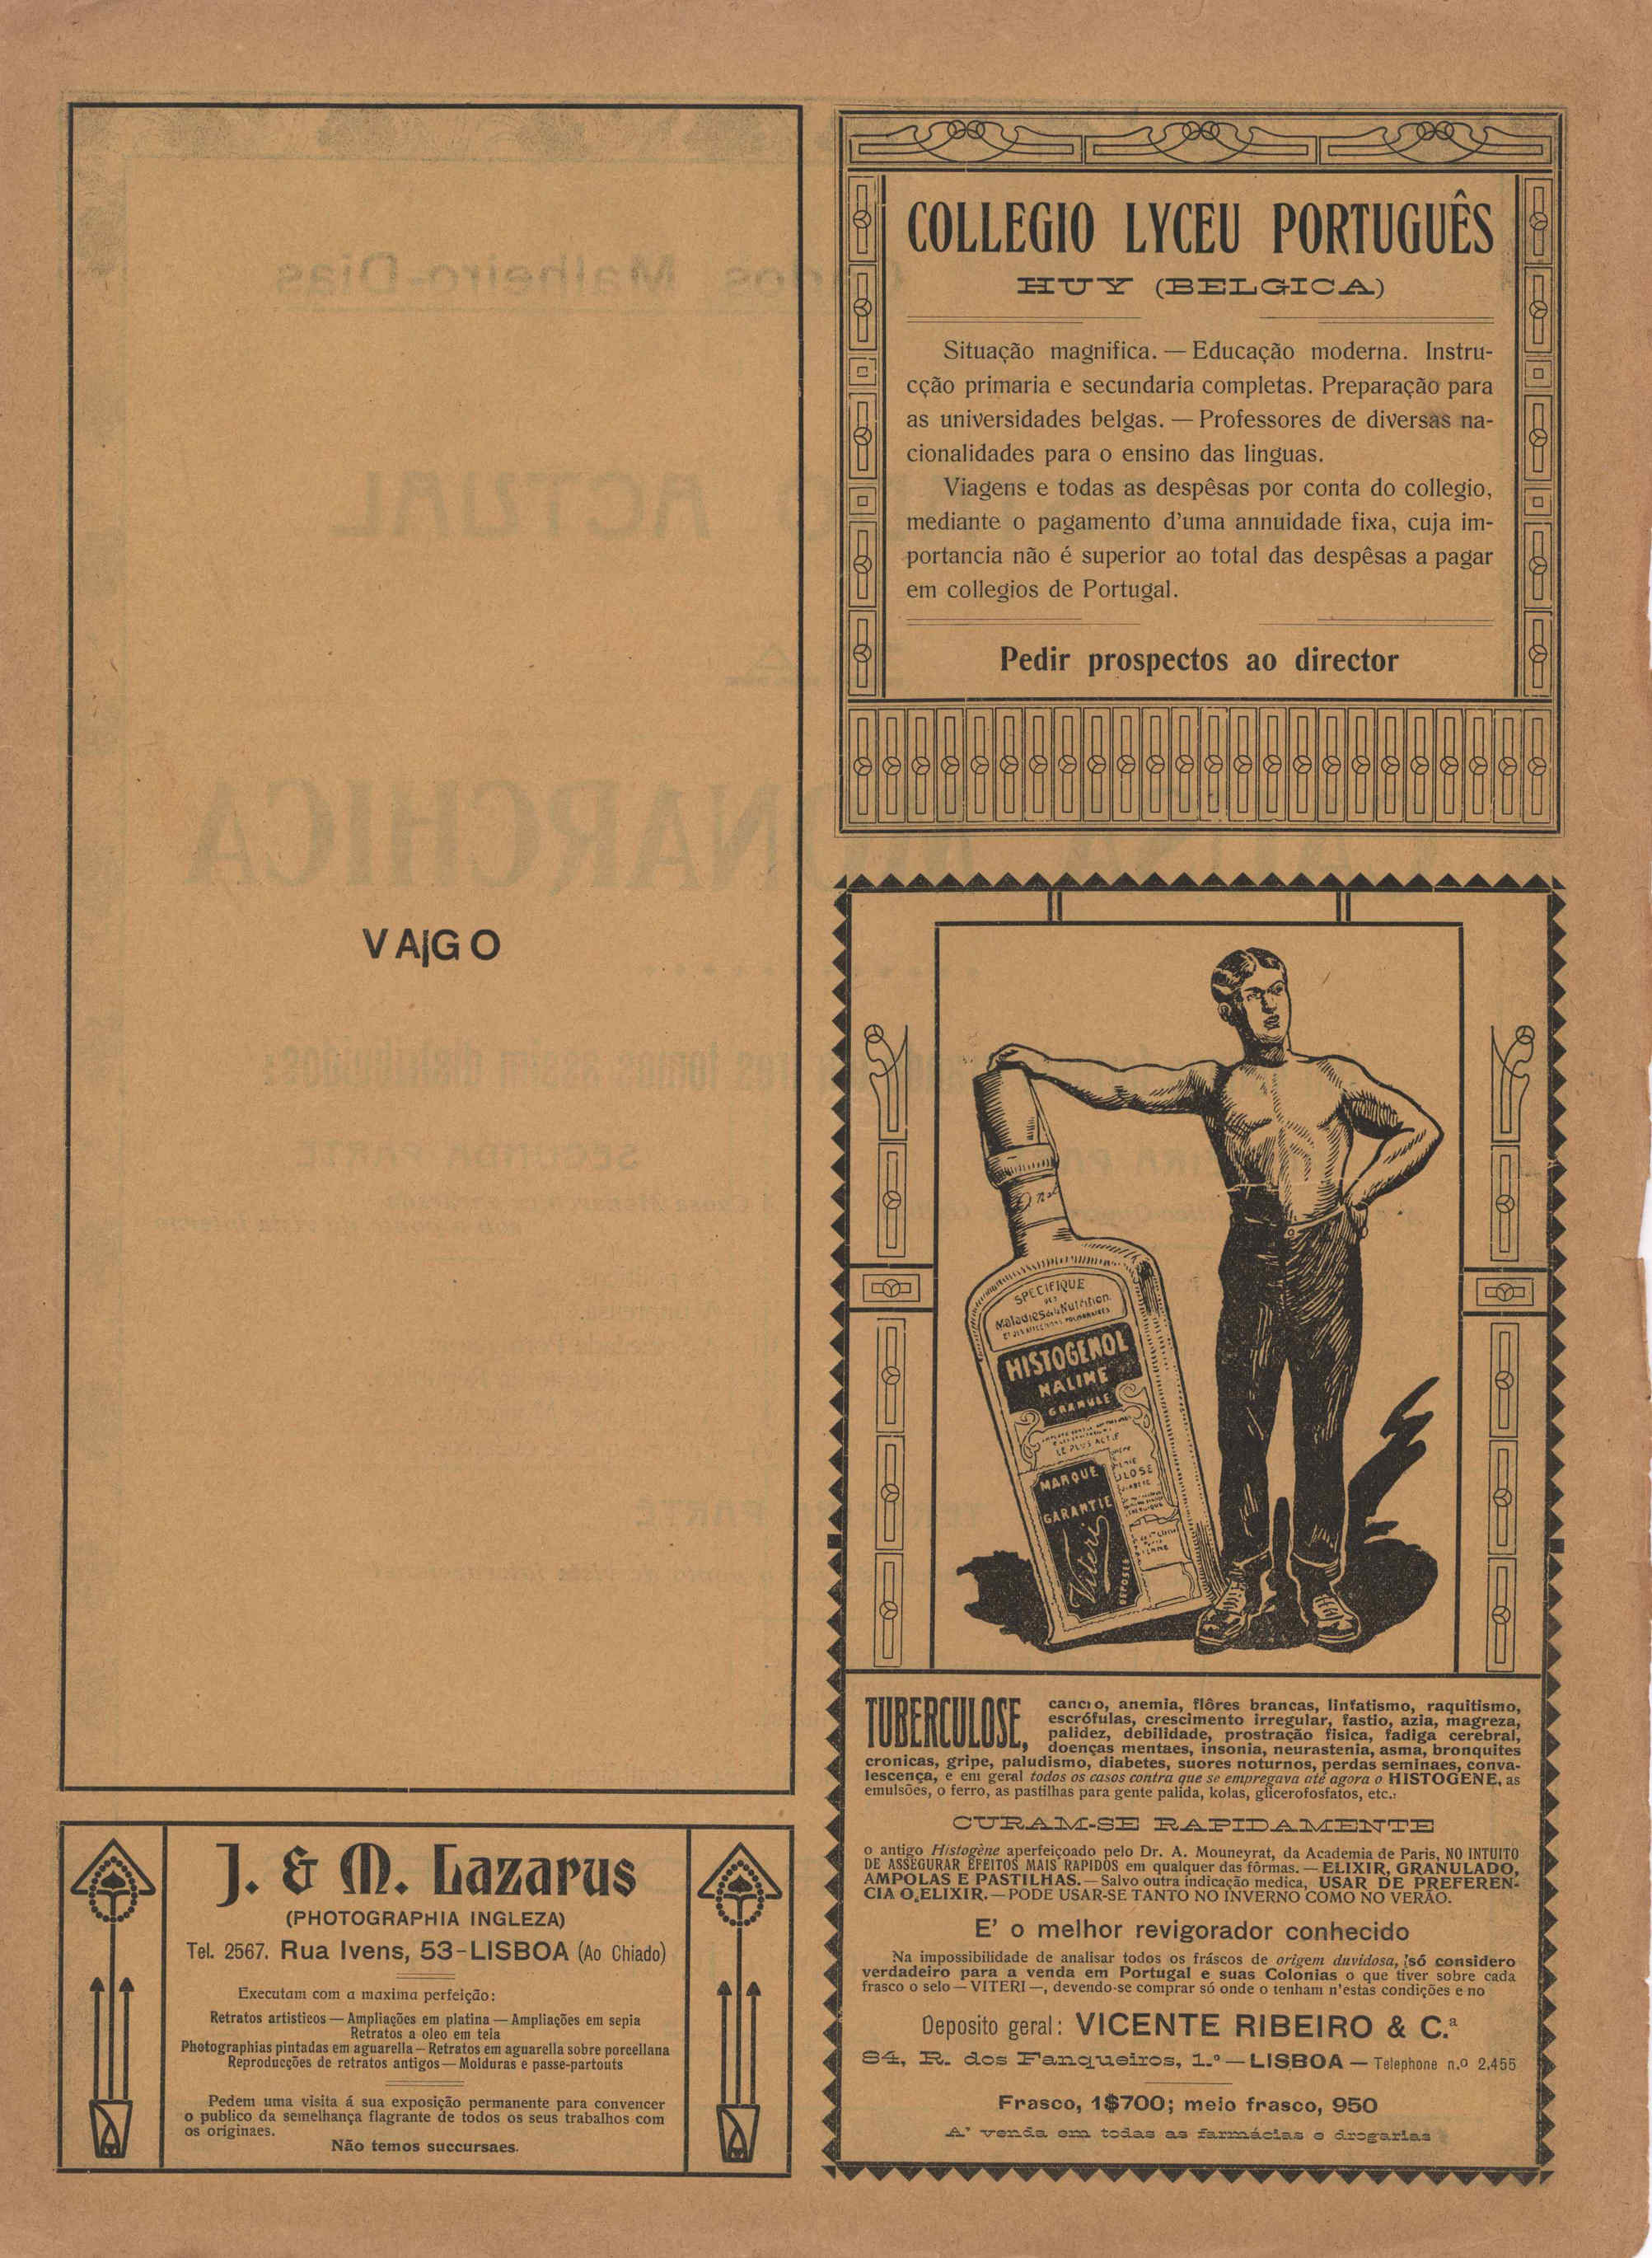 VAGO
J. & M. Lazarus
(PHOTOGRAPHIA INGLEZA)
Tel. 2567. Rua Ivens, 53-LISBOA (Ao Chiado)
Executam com a maxima perfeição:
Retratos artisticos — Ampliações em platina — Ampliações em sepia
Retratos a oleo em tela
Photographias pintadas em aguarella — Retratos em aguarella sobre porcellana
Reproducções de retratos antigos — Molduras e passe-partouts
Pedem uma visita á sua exposição permanente para convencer
o publico da semelhança flagrante de todos os seus trabalhos com
os originaes.
Não temos succursaes.
COLLEGIO LYCEU PORTUGUÊS
HUY (BELGICA)
Situação magnifica. — Educação moderna. Instru-
cção primaria e secundaria completas. Preparação para
as universidades belgas. — Professores de diversas na-
cionalidades para o ensino das linguas.
Viagens e todas as despêsas por conta do collegio,
mediante o pagamento d'uma annuidade fixa, cuja im-
portancia não é superior ao total das despêsas a pagar
em collegios de Portugal.
Pedir prospectos ao director
SPECIFIQUE
DES
Maladies de la Nutrition
HISTOGENOL
NALINE
GRANULE
LE PLUS ACTIF
MARQUE
GARANTIE
Viteri
DEPOSÉE
TUBERCULOSE, cancro, anemia, flôres brancas, linfatismo, raquitismo,
escrófulas, crescimento irregular, fastio, azia, magreza,
palidez, debilidade, prostração fisica, fadiga cerebral,
doenças mentaes, insonia, neurastenia, asma, bronquites
cronicas, gripe, paludismo, diabetes, suores noturnos, perdas seminaes, conva-
lescença, e em geral todos os casos contra que se empregava até agora o HISTOGENE, as
emulsões, o ferro, as pastilhas para gente palida, kolas, glicerofosfatos, etc.:
CURAM-SE RAPIDAMENTE
o antigo Histogène aperfeiçoado pelo Dr. A. Mouneyrat, da Academia de Paris, NO INTUITO
DE ASSEGURAR EFEITOS MAIS RAPIDOS em qualquer das fôrmas. — ELIXIR, GRANULADO,
AMPOLAS E PASTILHAS. — Salvo outra indicação medica, USAR DE PREFEREN-
CIA O ELIXIR. — PODE USAR-SE TANTO NO INVERNO COMO NO VERÃO.
E' o melhor revigorador conhecido
Na impossibilidade de analisar todos os fráscos de origem duvidosa, só considero
verdadeiro para a venda em Portugal e suas Colonias o que tiver sobre cada
frasco o selo — VITERI —, devendo-se comprar só onde o tenham n'estas condições e no
Deposito geral: VICENTE RIBEIRO & C.ª
84, R. dos Fanqueiros, 1.º — LISBOA — Telephone n.º 2.455
Frasco, 1$700; meio frasco, 950
A' venda em todas as farmácias e drogarias